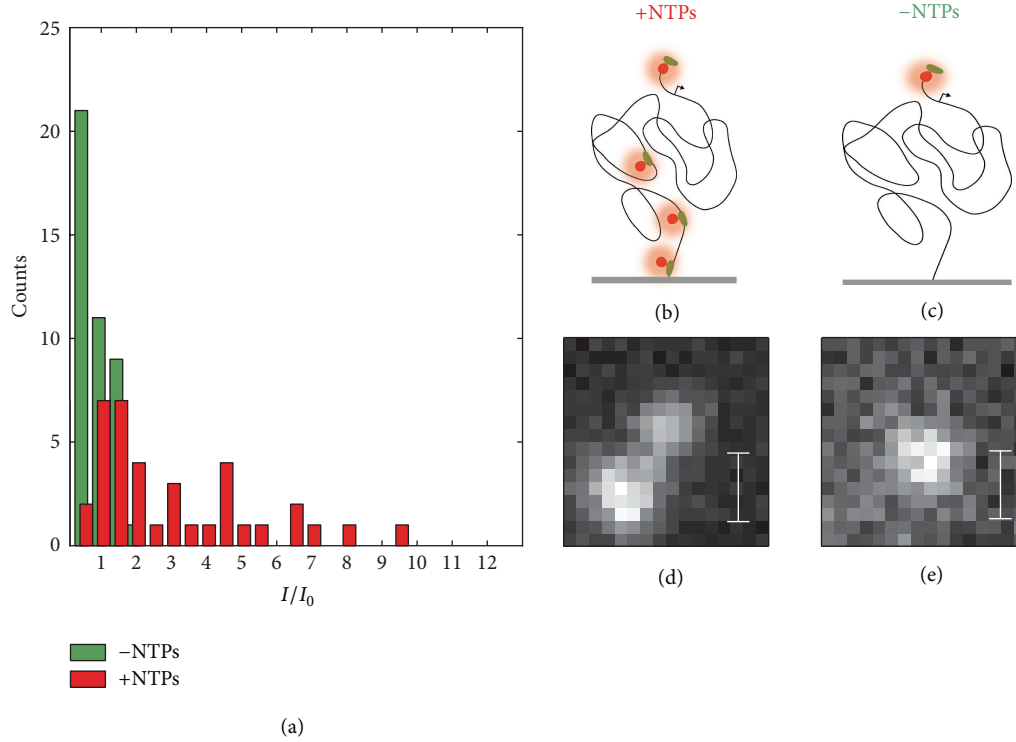 25
20
15
10
5
0
Counts
1 2 3 4 5 6 7 8 9 10 11 12
I/I₀
−NTPs
+NTPs
(a)
+NTPs
−NTPs
(b)
(c)
(d)
(e)